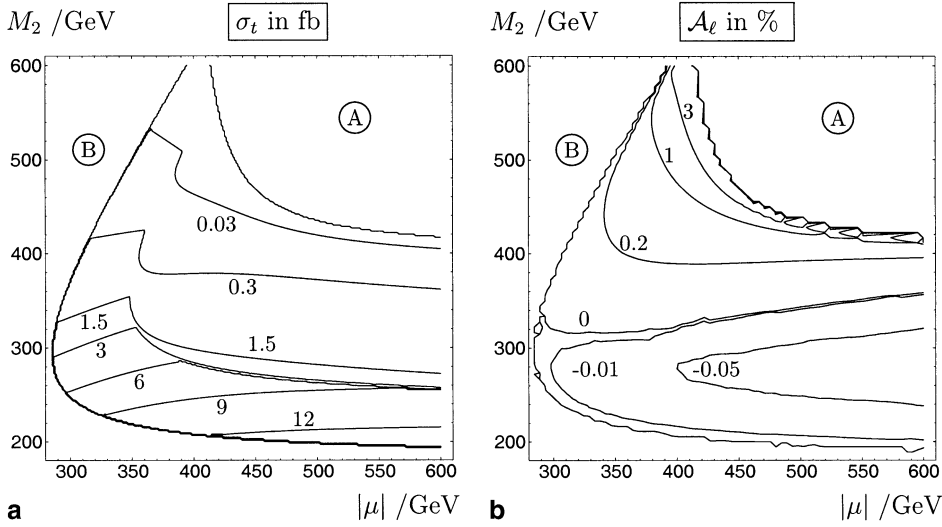 M₂ /GeV
σₜ in fb
600
500
400
300
200
A
B
0.03
0.3
1.5
1.5
3
6
9
12
300 350 400 450 500 550 600
a
|μ| /GeV
M₂ /GeV
𝒜ℓ in %
600
500
400
300
200
A
B
3
1
0.2
0
-0.01
-0.05
300 350 400 450 500 550 600
b
|μ| /GeV